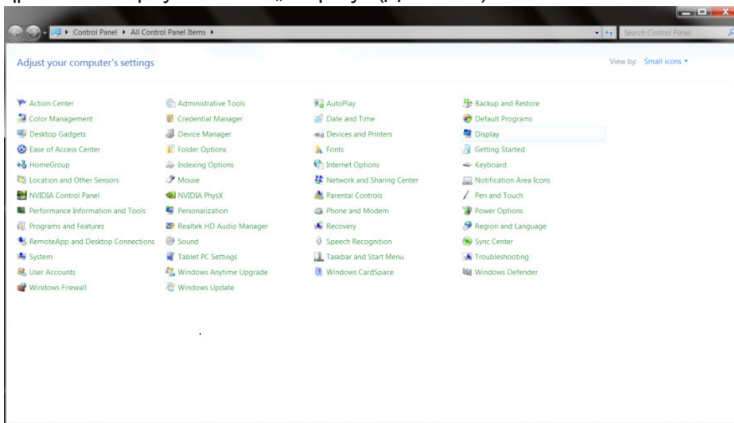 Control Panel ▸ All Control Panel Items ▸
Search Control Panel
Adjust your computer's settings
View by: Small icons
Action Center
Administrative Tools
AutoPlay
Backup and Restore
Color Management
Credential Manager
Date and Time
Default Programs
Desktop Gadgets
Device Manager
Devices and Printers
Display
Ease of Access Center
Folder Options
Fonts
Getting Started
HomeGroup
Indexing Options
Internet Options
Keyboard
Location and Other Sensors
Mouse
Network and Sharing Center
Notification Area Icons
NVIDIA Control Panel
NVIDIA PhysX
Parental Controls
Pen and Touch
Performance Information and Tools
Personalization
Phone and Modem
Power Options
Programs and Features
Realtek HD Audio Manager
Recovery
Region and Language
RemoteApp and Desktop Connections
Sound
Speech Recognition
Sync Center
System
Tablet PC Settings
Taskbar and Start Menu
Troubleshooting
User Accounts
Windows Anytime Upgrade
Windows CardSpace
Windows Defender
Windows Firewall
Windows Update